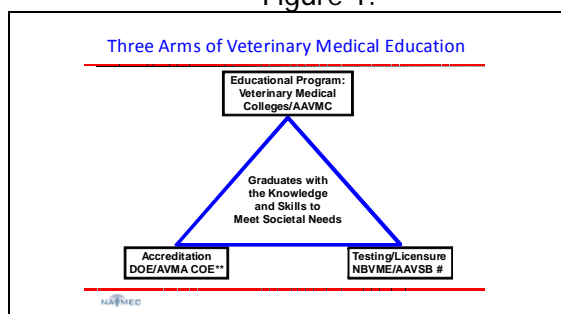 Figure 1.
Three Arms of Veterinary Medical Education
Educational Program:
Veterinary Medical
Colleges/AAVMC
Graduates with
the Knowledge
and Skills to
Meet Societal Needs
Accreditation
DOE/AVMA COE**
Testing/Licensure
NBVME/AAVSB #
NAVMEC